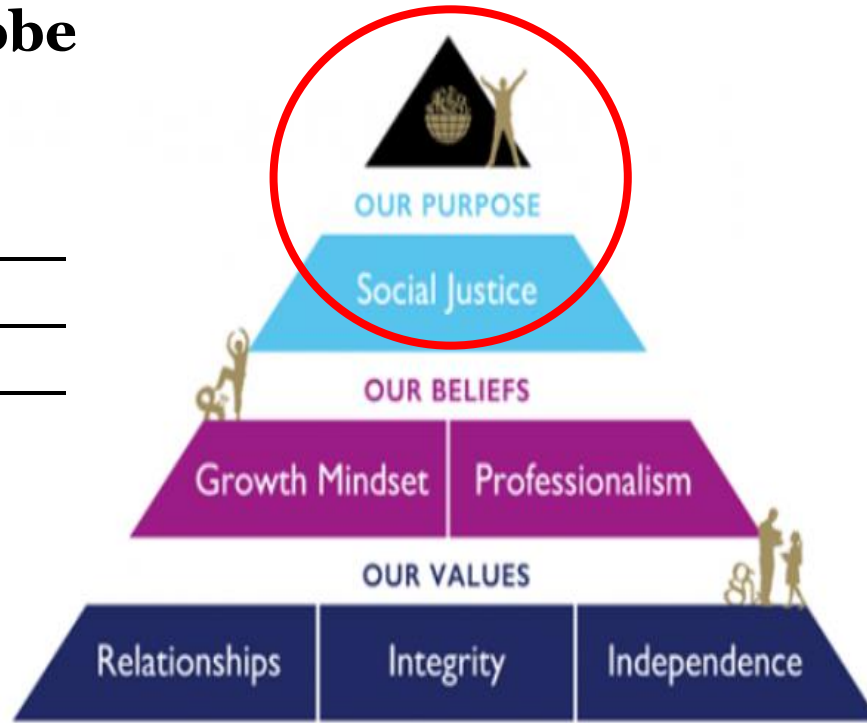 obe
OUR PURPOSE
Social Justice
OUR BELIEFS
Growth Mindset Professionalism
OUR VALUES
Relationships Integrity Independence